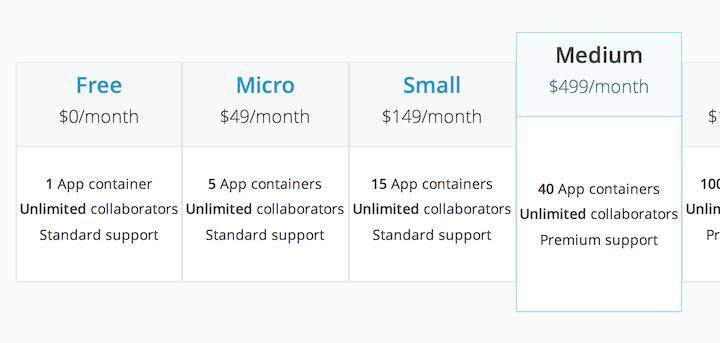 Free
$0/month
1 App container
Unlimited collaborators
Standard support
Micro
$49/month
5 App containers
Unlimited collaborators
Standard support
Small
$149/month
15 App containers
Unlimited collaborators
Standard support
Medium
$499/month
40 App containers
Unlimited collaborators
Premium support